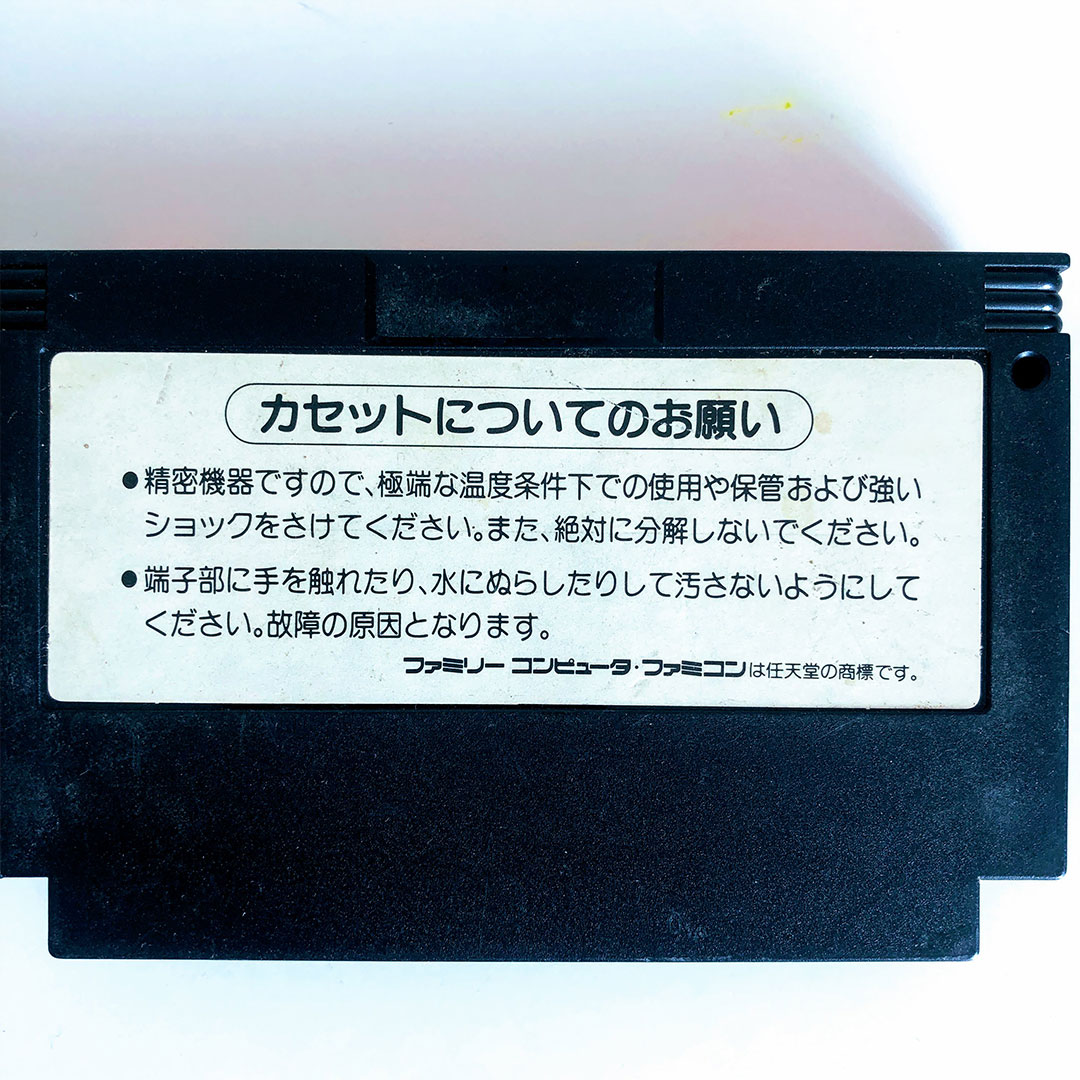 カセットについてのお願い
●精密機器ですので、極端な温度条件下での使用や保管および強い
ショックをさけてください。また、絶対に分解しないでください。
●端子部に手を触れたり、水にぬらしたりして汚さないようにして
ください。故障の原因となります。
ファミリー コンピュータ・ファミコンは任天堂の商標です。